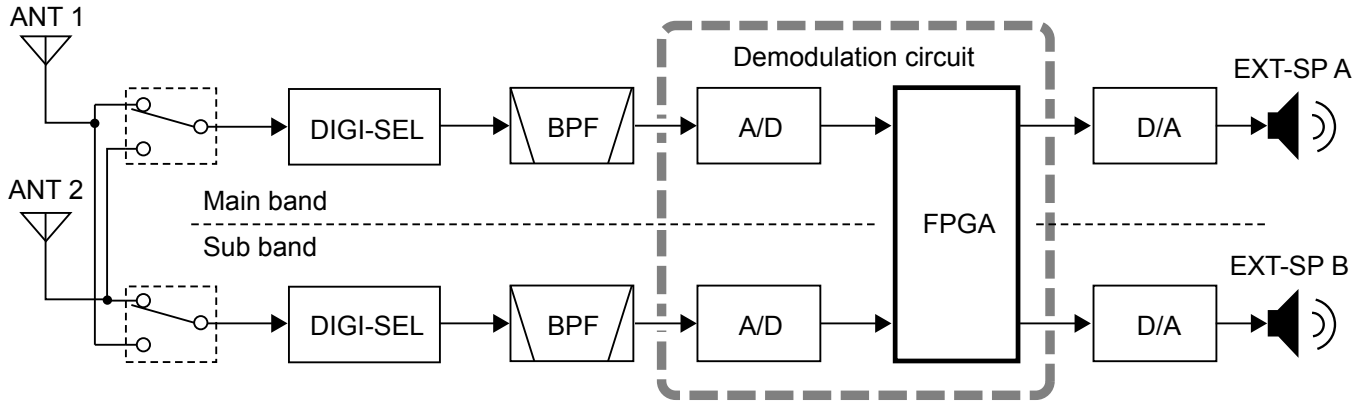 ANT 1
Demodulation circuit
EXT-SP A
DIGI-SEL
BPF
A/D
D/A
ANT 2
Main band
FPGA
Sub band
EXT-SP B
DIGI-SEL
BPF
A/D
D/A